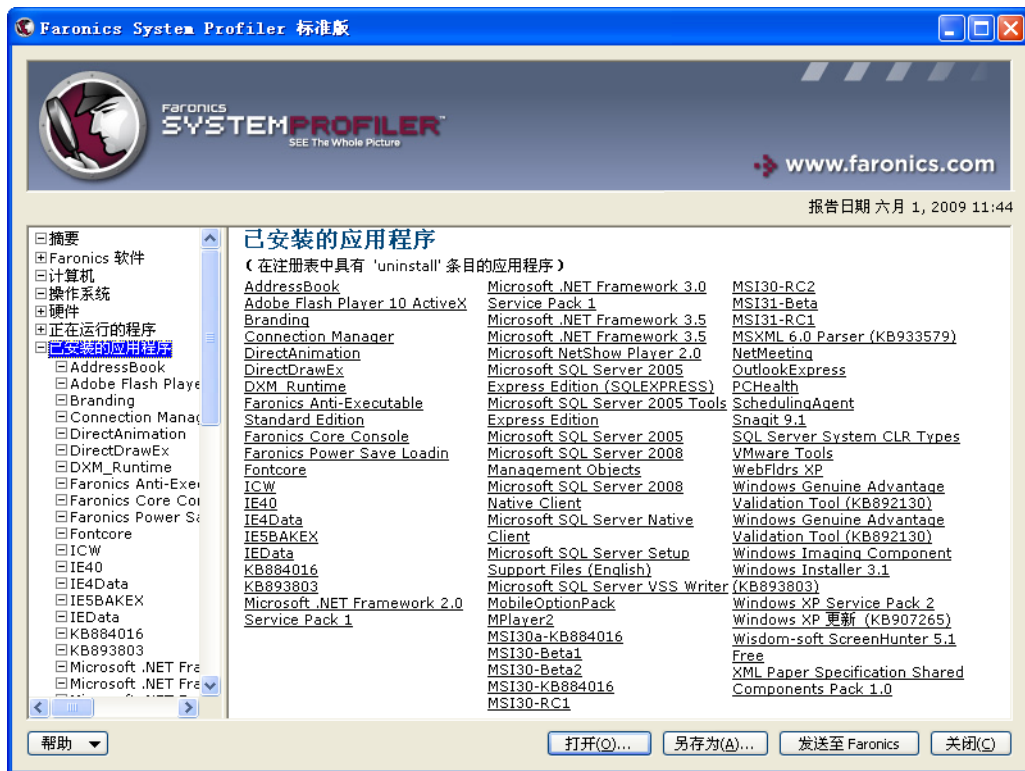 Faronics System Profiler 标准版
Faronics
SYSTEMPROFILER
SEE The Whole Picture
www.faronics.com
报告日期 六月 1, 2009 11:44
摘要
Faronics 软件
计算机
操作系统
硬件
正在运行的程序
已安装的应用程序
AddressBook
Adobe Flash Playe
Branding
Connection Manag
DirectAnimation
DirectDrawEx
DXM_Runtime
Faronics Anti-Exe
Faronics Core Co
Faronics Power S
Fontcore
ICW
IE40
IE4Data
IE5BAKEX
IEData
KB884016
KB893803
Microsoft .NET Fra
Microsoft .NET Fra
已安装的应用程序
(在注册表中具有 'uninstall' 条目的应用程序)
AddressBook
Adobe Flash Player 10 ActiveX
Branding
Connection Manager
DirectAnimation
DirectDrawEx
DXM_Runtime
Faronics Anti-Executable
Standard Edition
Faronics Core Console
Faronics Power Save Loadin
Fontcore
ICW
IE40
IE4Data
IE5BAKEX
IEData
KB884016
KB893803
Microsoft .NET Framework 2.0
Service Pack 1
Microsoft .NET Framework 3.0
Service Pack 1
Microsoft .NET Framework 3.5
Microsoft .NET Framework 3.5
Microsoft NetShow Player 2.0
Microsoft SQL Server 2005
Express Edition (SQLEXPRESS)
Microsoft SQL Server 2005 Tools
Express Edition
Microsoft SQL Server 2005
Microsoft SQL Server 2008
Management Objects
Microsoft SQL Server 2008
Native Client
Microsoft SQL Server Native
Client
Microsoft SQL Server Setup
Support Files (English)
Microsoft SQL Server VSS Writer
MobileOptionPack
MPlayer2
MSI30a-KB884016
MSI30-Beta1
MSI30-Beta2
MSI30-KB884016
MSI30-RC1
MSI30-RC2
MSI31-Beta
MSI31-RC1
MSXML 6.0 Parser (KB933579)
NetMeeting
OutlookExpress
PCHealth
SchedulingAgent
Snagit 9.1
SQL Server System CLR Types
VMware Tools
WebFldrs XP
Windows Genuine Advantage
Validation Tool (KB892130)
Windows Genuine Advantage
Validation Tool (KB892130)
Windows Imaging Component
Windows Installer 3.1
(KB893803)
Windows XP Service Pack 2
Windows XP 更新 (KB907265)
Wisdom-soft ScreenHunter 5.1
Free
XML Paper Specification Shared
Components Pack 1.0
帮助
打开(O)...
另存为(A)...
发送至 Faronics
关闭(C)